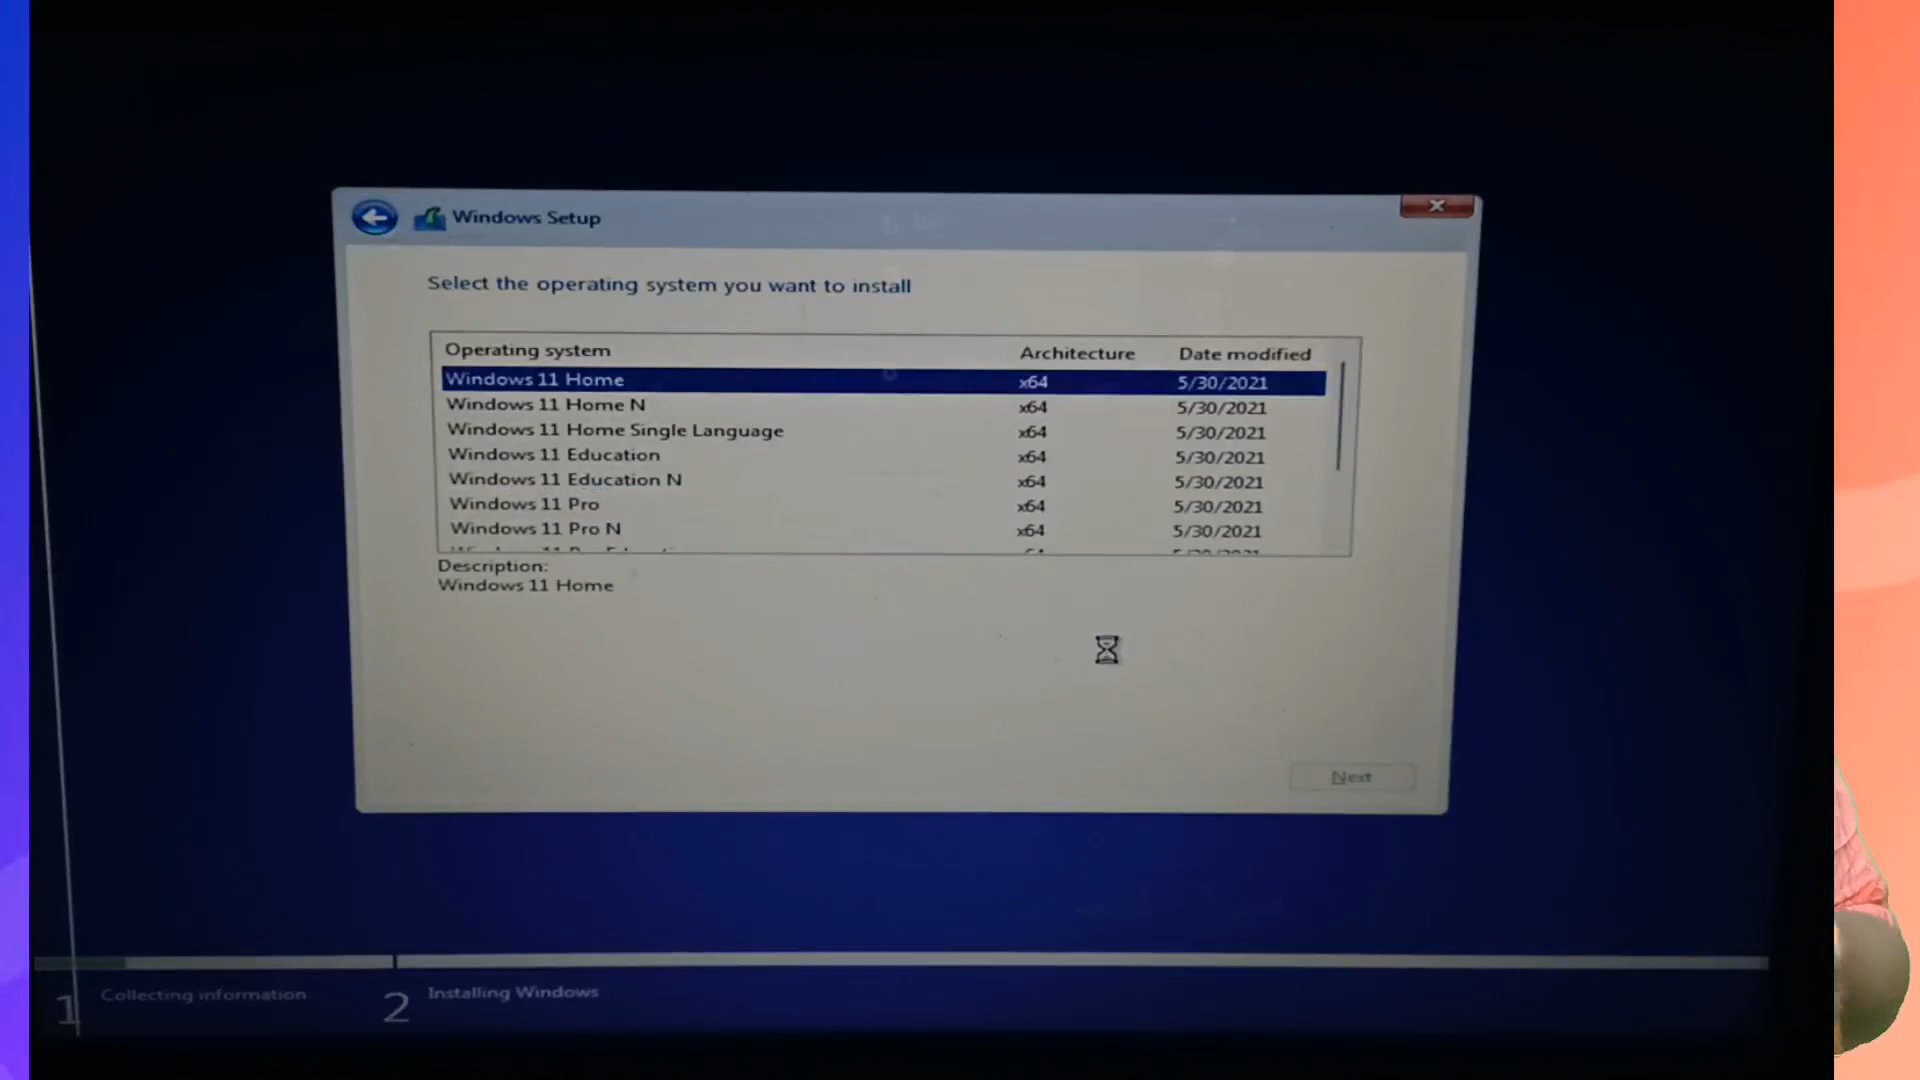 Windows Setup
Select the operating system you want to install
Operating system Architecture Date modified
Windows 11 Home x64 5/30/2021
Windows 11 Home N x64 5/30/2021
Windows 11 Home Single Language x64 5/30/2021
Windows 11 Education x64 5/30/2021
Windows 11 Education N x64 5/30/2021
Windows 11 Pro x64 5/30/2021
Windows 11 Pro N x64 5/30/2021
Description:
Windows 11 Home
Next
1 Collecting information 2 Installing Windows